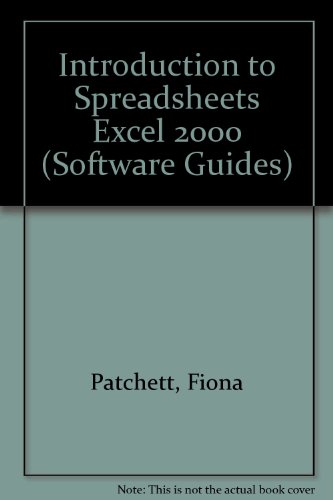 Introduction to
Spreadsheets
Excel 2000
(Software Guides)
Patchett, Fiona
Note: This is not the actual book cover